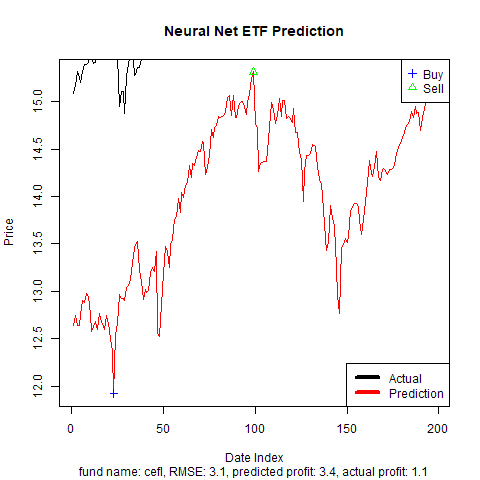 Neural Net ETF Prediction
Buy
Sell
Price
15.0
14.5
14.0
13.5
13.0
12.5
12.0
Actual
Prediction
0 50 100 150 200
Date Index
fund name: cefl, RMSE: 3.1, predicted profit: 3.4, actual profit: 1.1